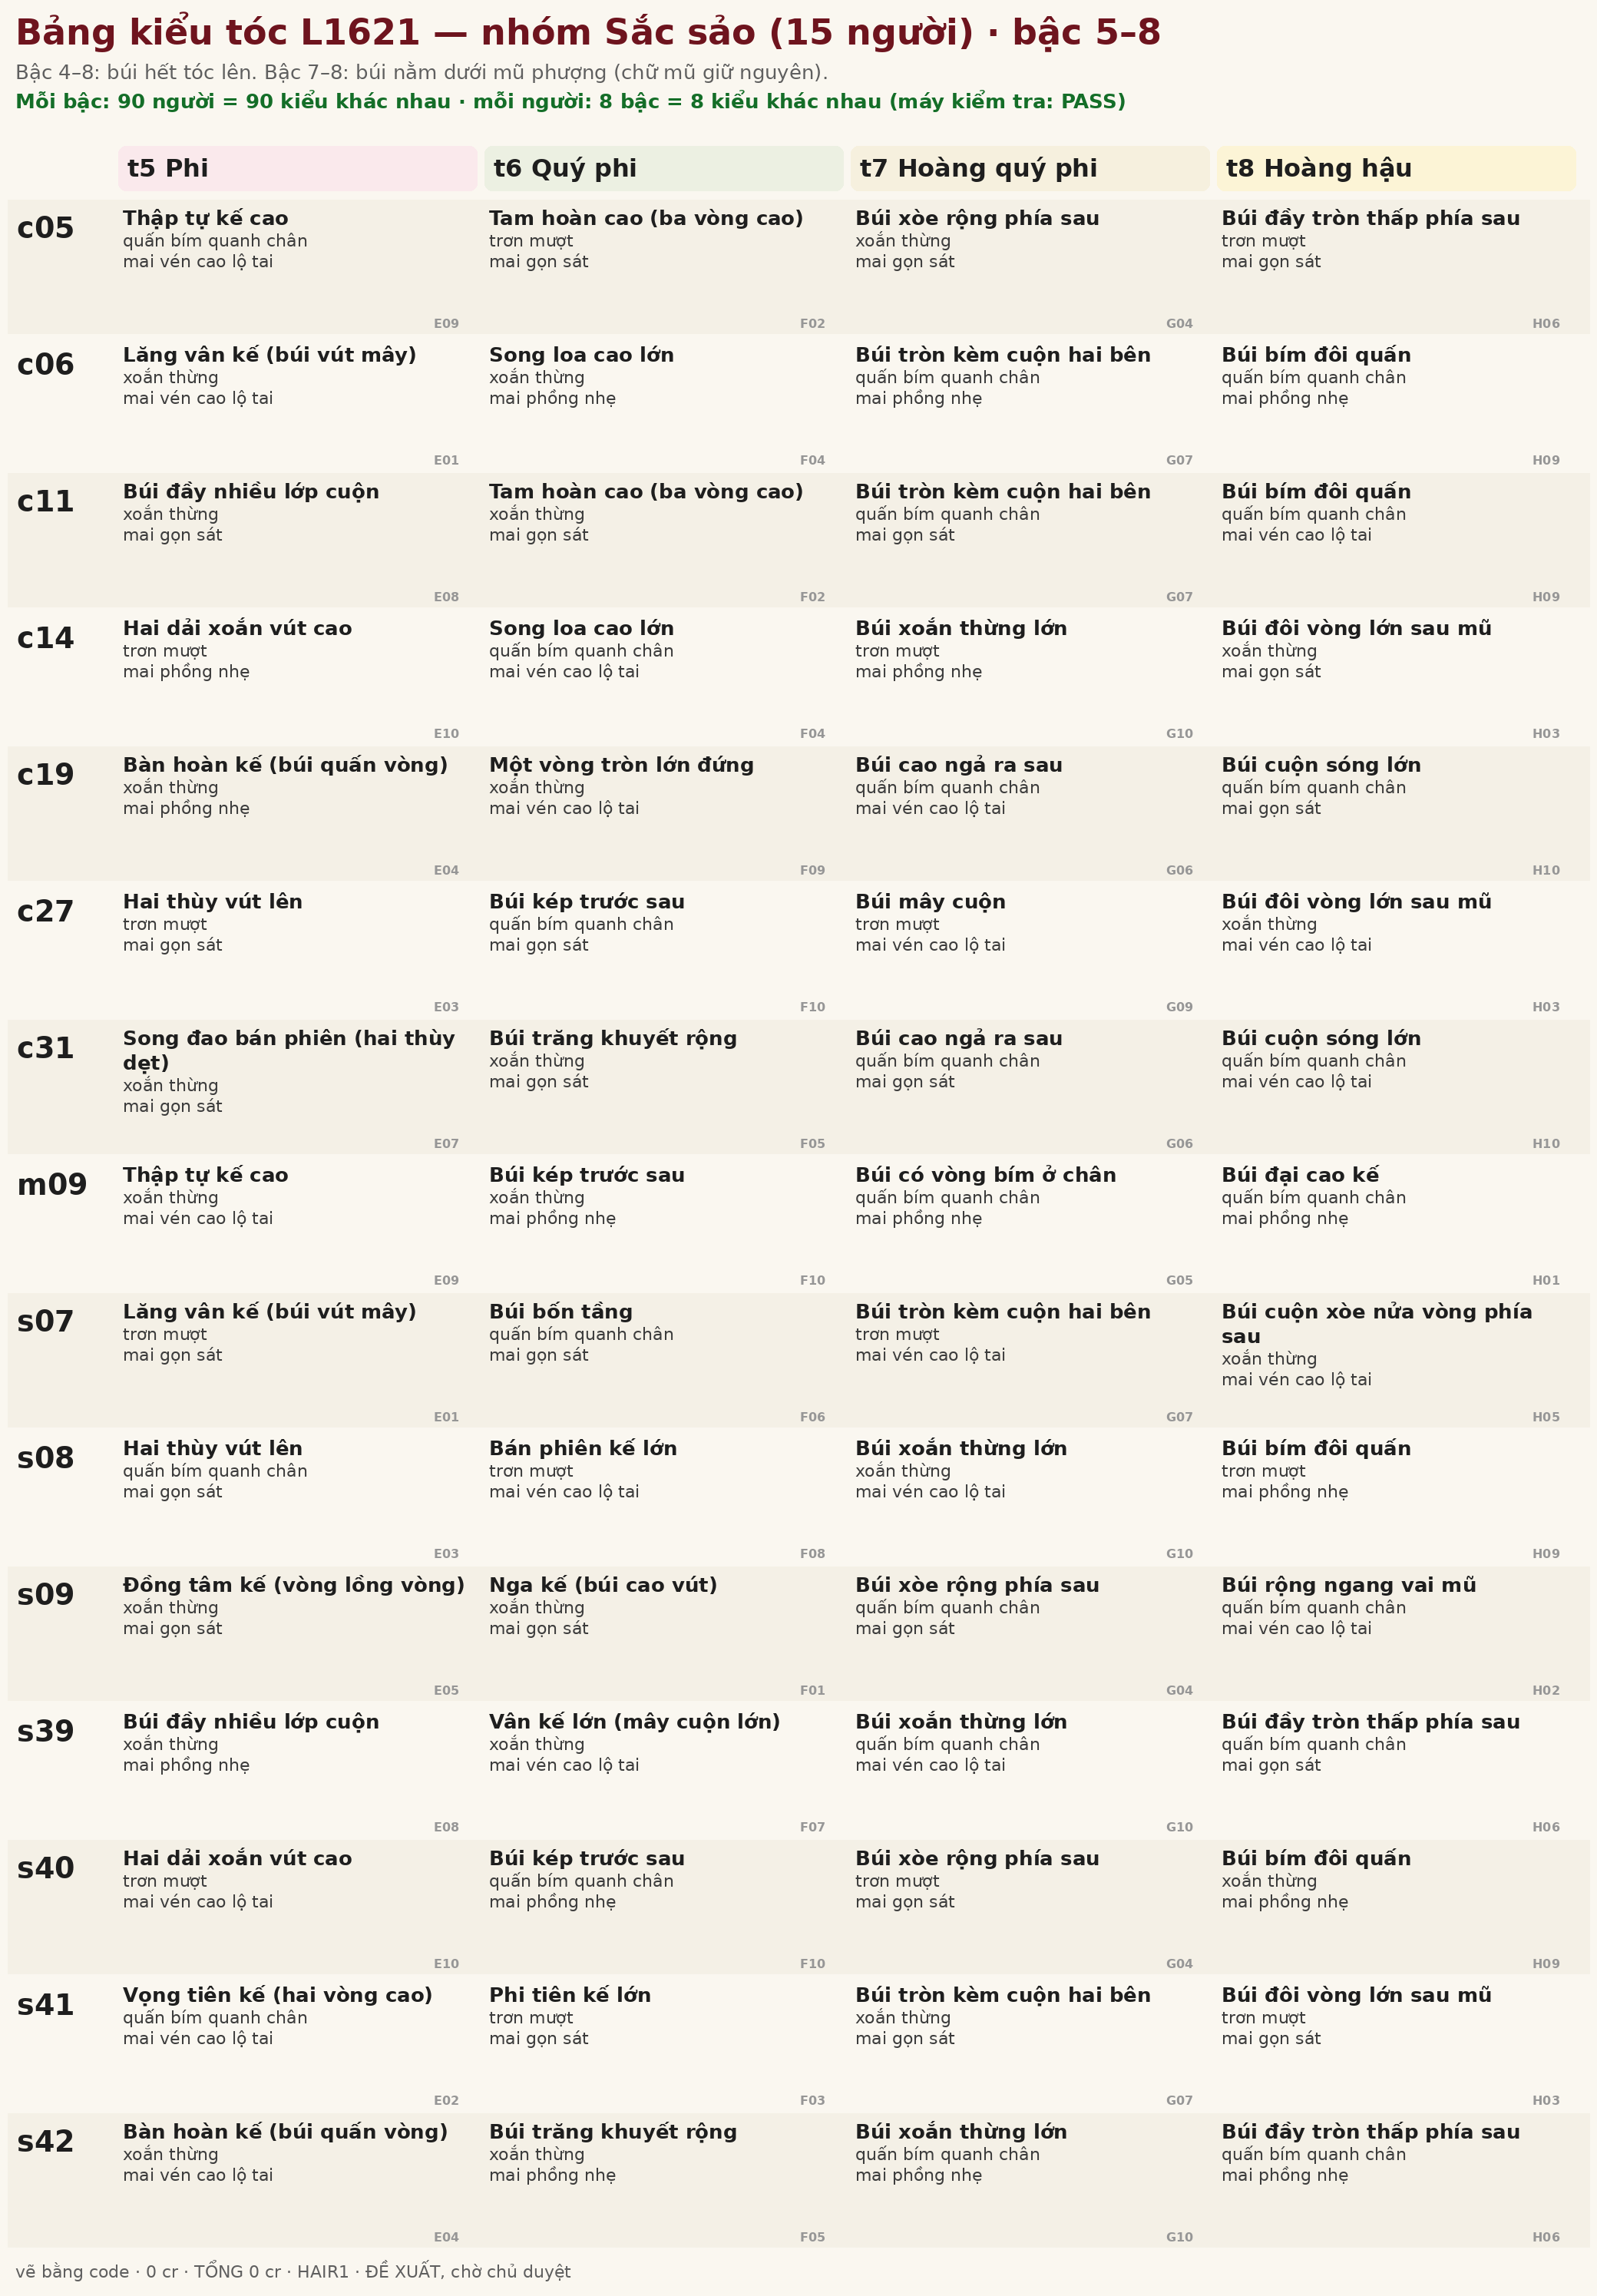 Bảng kiểu tóc L1621 — nhóm Sắc sảo (15 người) · bậc 5–8
Bậc 4–8: búi hết tóc lên. Bậc 7–8: búi nằm dưới mũ phượng (chữ mũ giữ nguyên).
Mỗi bậc: 90 người = 90 kiểu khác nhau · mỗi người: 8 bậc = 8 kiểu khác nhau (máy kiểm tra: PASS)
t5 Phi
t6 Quý phi
t7 Hoàng quý phi
t8 Hoàng hậu
c05
Thập tự kế cao
quấn bím quanh chân
mai vén cao lộ tai
E09
Tam hoàn cao (ba vòng cao)
trơn mượt
mai gọn sát
F02
Búi xòe rộng phía sau
xoắn thừng
mai gọn sát
G04
Búi đầy tròn thấp phía sau
trơn mượt
mai gọn sát
H06
c06
Lăng vân kế (búi vút mây)
xoắn thừng
mai vén cao lộ tai
E01
Song loa cao lớn
xoắn thừng
mai phồng nhẹ
F04
Búi tròn kèm cuộn hai bên
quấn bím quanh chân
mai phồng nhẹ
G07
Búi bím đôi quấn
quấn bím quanh chân
mai phồng nhẹ
H09
c11
Búi đầy nhiều lớp cuộn
xoắn thừng
mai gọn sát
E08
Tam hoàn cao (ba vòng cao)
xoắn thừng
mai gọn sát
F02
Búi tròn kèm cuộn hai bên
quấn bím quanh chân
mai gọn sát
G07
Búi bím đôi quấn
quấn bím quanh chân
mai vén cao lộ tai
H09
c14
Hai dải xoắn vút cao
trơn mượt
mai phồng nhẹ
E10
Song loa cao lớn
quấn bím quanh chân
mai vén cao lộ tai
F04
Búi xoắn thừng lớn
trơn mượt
mai phồng nhẹ
G10
Búi đôi vòng lớn sau mũ
xoắn thừng
mai gọn sát
H03
c19
Bàn hoàn kế (búi quấn vòng)
xoắn thừng
mai phồng nhẹ
E04
Một vòng tròn lớn đứng
xoắn thừng
mai vén cao lộ tai
F09
Búi cao ngả ra sau
quấn bím quanh chân
mai vén cao lộ tai
G06
Búi cuộn sóng lớn
quấn bím quanh chân
mai gọn sát
H10
c27
Hai thùy vút lên
trơn mượt
mai gọn sát
E03
Búi kép trước sau
quấn bím quanh chân
mai gọn sát
F10
Búi mây cuộn
trơn mượt
mai vén cao lộ tai
G09
Búi đôi vòng lớn sau mũ
xoắn thừng
mai vén cao lộ tai
H03
c31
Song đao bán phiên (hai thùy
dẹt)
xoắn thừng
mai gọn sát
E07
Búi trăng khuyết rộng
xoắn thừng
mai gọn sát
F05
Búi cao ngả ra sau
quấn bím quanh chân
mai gọn sát
G06
Búi cuộn sóng lớn
quấn bím quanh chân
mai vén cao lộ tai
H10
m09
Thập tự kế cao
xoắn thừng
mai vén cao lộ tai
E09
Búi kép trước sau
xoắn thừng
mai phồng nhẹ
F10
Búi có vòng bím ở chân
quấn bím quanh chân
mai phồng nhẹ
G05
Búi đại cao kế
quấn bím quanh chân
mai phồng nhẹ
H01
s07
Lăng vân kế (búi vút mây)
trơn mượt
mai gọn sát
E01
Búi bốn tầng
quấn bím quanh chân
mai gọn sát
F06
Búi tròn kèm cuộn hai bên
trơn mượt
mai vén cao lộ tai
G07
Búi cuộn xòe nửa vòng phía
sau
xoắn thừng
mai vén cao lộ tai
H05
s08
Hai thùy vút lên
quấn bím quanh chân
mai gọn sát
E03
Bán phiên kế lớn
trơn mượt
mai vén cao lộ tai
F08
Búi xoắn thừng lớn
xoắn thừng
mai vén cao lộ tai
G10
Búi bím đôi quấn
trơn mượt
mai phồng nhẹ
H09
s09
Đồng tâm kế (vòng lồng vòng)
xoắn thừng
mai gọn sát
E05
Nga kế (búi cao vút)
xoắn thừng
mai gọn sát
F01
Búi xòe rộng phía sau
quấn bím quanh chân
mai gọn sát
G04
Búi rộng ngang vai mũ
quấn bím quanh chân
mai vén cao lộ tai
H02
s39
Búi đầy nhiều lớp cuộn
xoắn thừng
mai phồng nhẹ
E08
Vân kế lớn (mây cuộn lớn)
xoắn thừng
mai vén cao lộ tai
F07
Búi xoắn thừng lớn
quấn bím quanh chân
mai vén cao lộ tai
G10
Búi đầy tròn thấp phía sau
quấn bím quanh chân
mai gọn sát
H06
s40
Hai dải xoắn vút cao
trơn mượt
mai vén cao lộ tai
E10
Búi kép trước sau
quấn bím quanh chân
mai phồng nhẹ
F10
Búi xòe rộng phía sau
trơn mượt
mai gọn sát
G04
Búi bím đôi quấn
xoắn thừng
mai phồng nhẹ
H09
s41
Vọng tiên kế (hai vòng cao)
quấn bím quanh chân
mai vén cao lộ tai
E02
Phi tiên kế lớn
trơn mượt
mai gọn sát
F03
Búi tròn kèm cuộn hai bên
xoắn thừng
mai gọn sát
G07
Búi đôi vòng lớn sau mũ
trơn mượt
mai gọn sát
H03
s42
Bàn hoàn kế (búi quấn vòng)
xoắn thừng
mai vén cao lộ tai
E04
Búi trăng khuyết rộng
xoắn thừng
mai phồng nhẹ
F05
Búi xoắn thừng lớn
quấn bím quanh chân
mai phồng nhẹ
G10
Búi đầy tròn thấp phía sau
quấn bím quanh chân
mai phồng nhẹ
H06
vẽ bằng code · 0 cr · TỔNG 0 cr · HAIR1 · ĐỀ XUẤT, chờ chủ duyệt